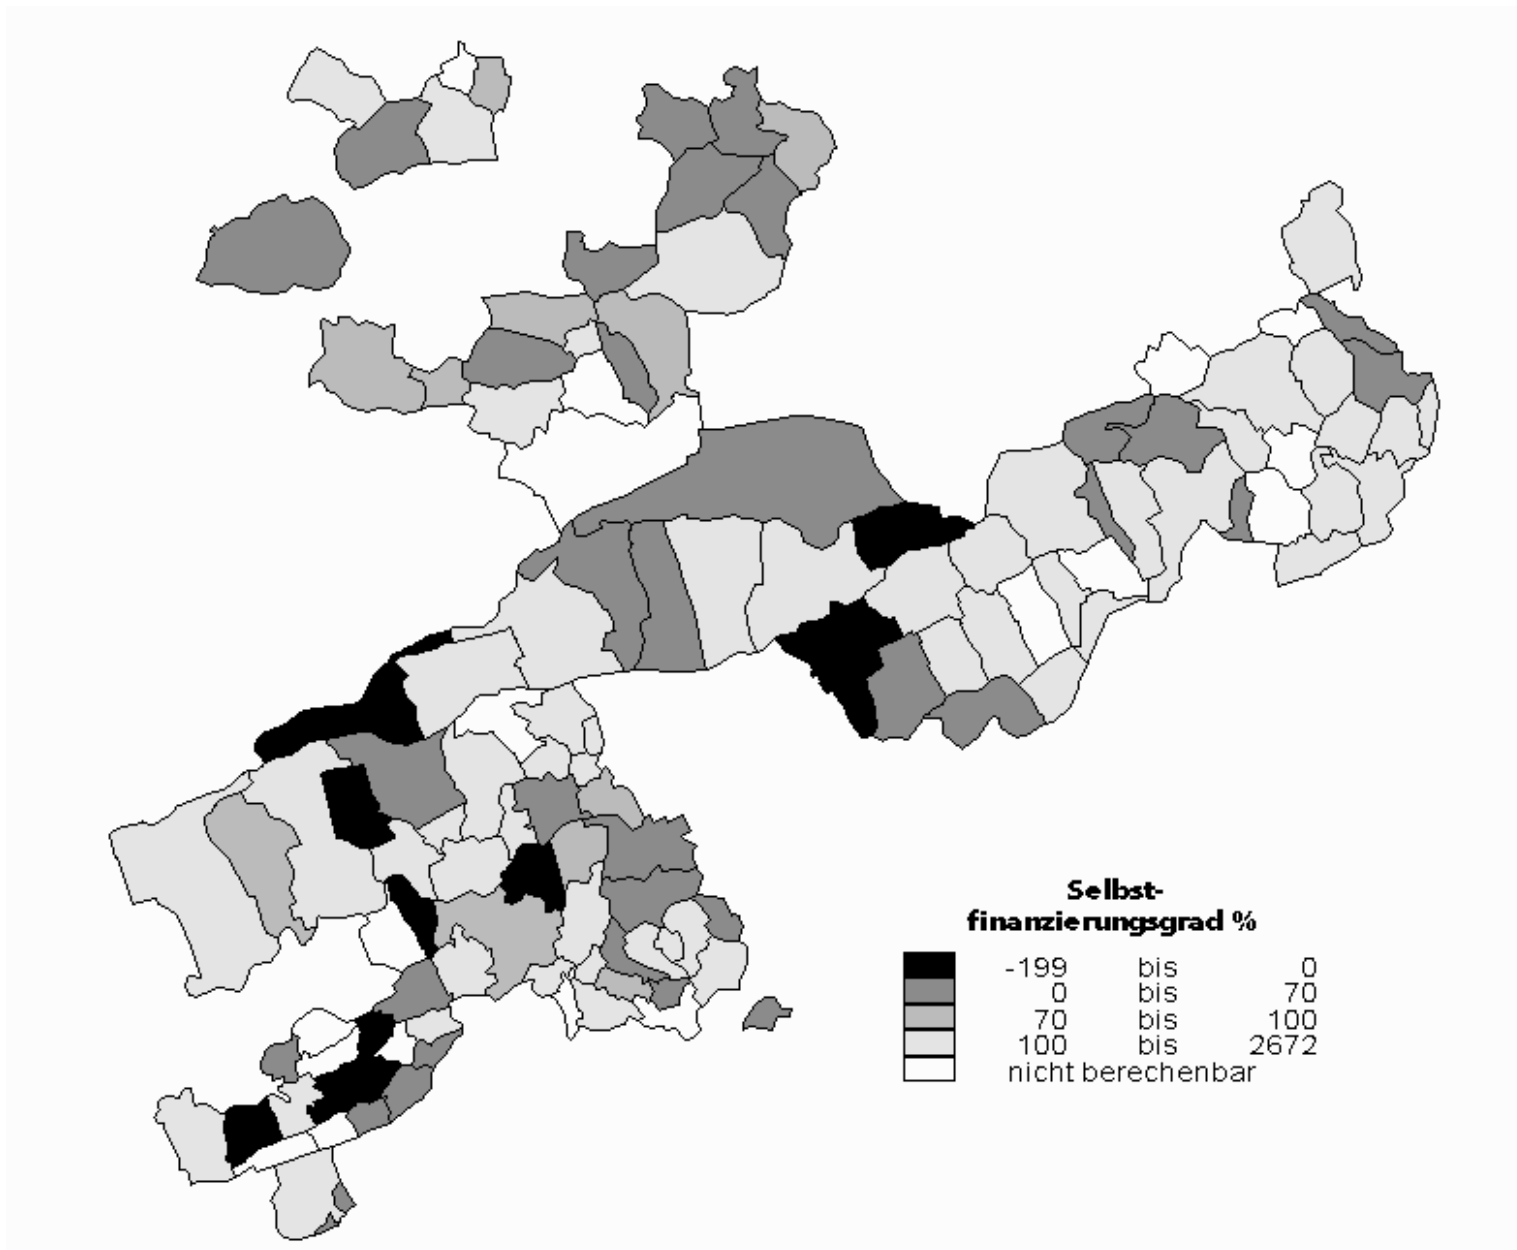 Selbst-
finanzierungsgrad %
-199 bis 0
0 bis 70
70 bis 100
100 bis 2672
nicht berechenbar